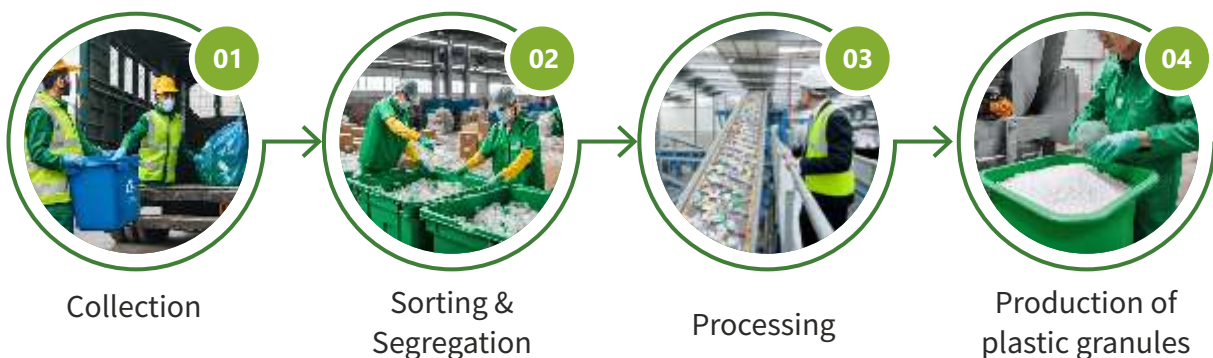 01
02
03
04
Collection
Sorting &
Segregation
Processing
Production of
plastic granules